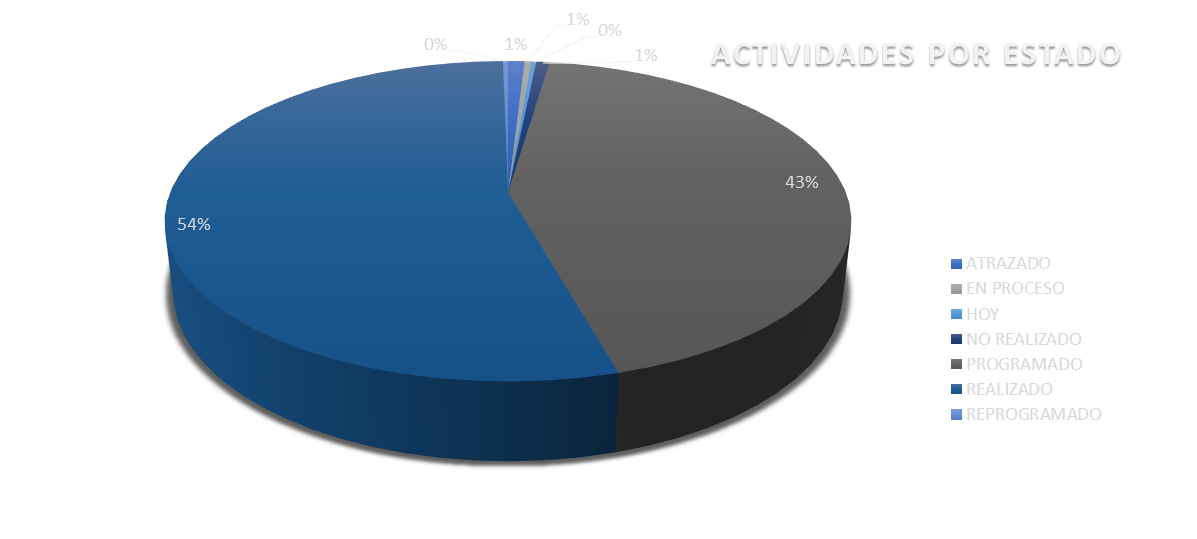 1%
0%
0%
1%
1%
ACTIVIDADES POR ESTADO
43%
54%
ATRAZADO
EN PROCESO
HOY
NO REALIZADO
PROGRAMADO
REALIZADO
REPROGRAMADO